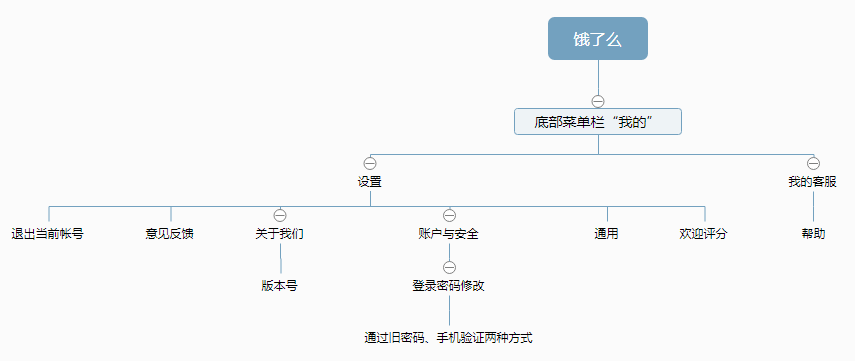 饿了么
底部菜单栏“我的”
设置
我的客服
退出当前帐号
意见反馈
关于我们
账户与安全
通用
欢迎评分
帮助
版本号
登录密码修改
通过旧密码、手机验证两种方式